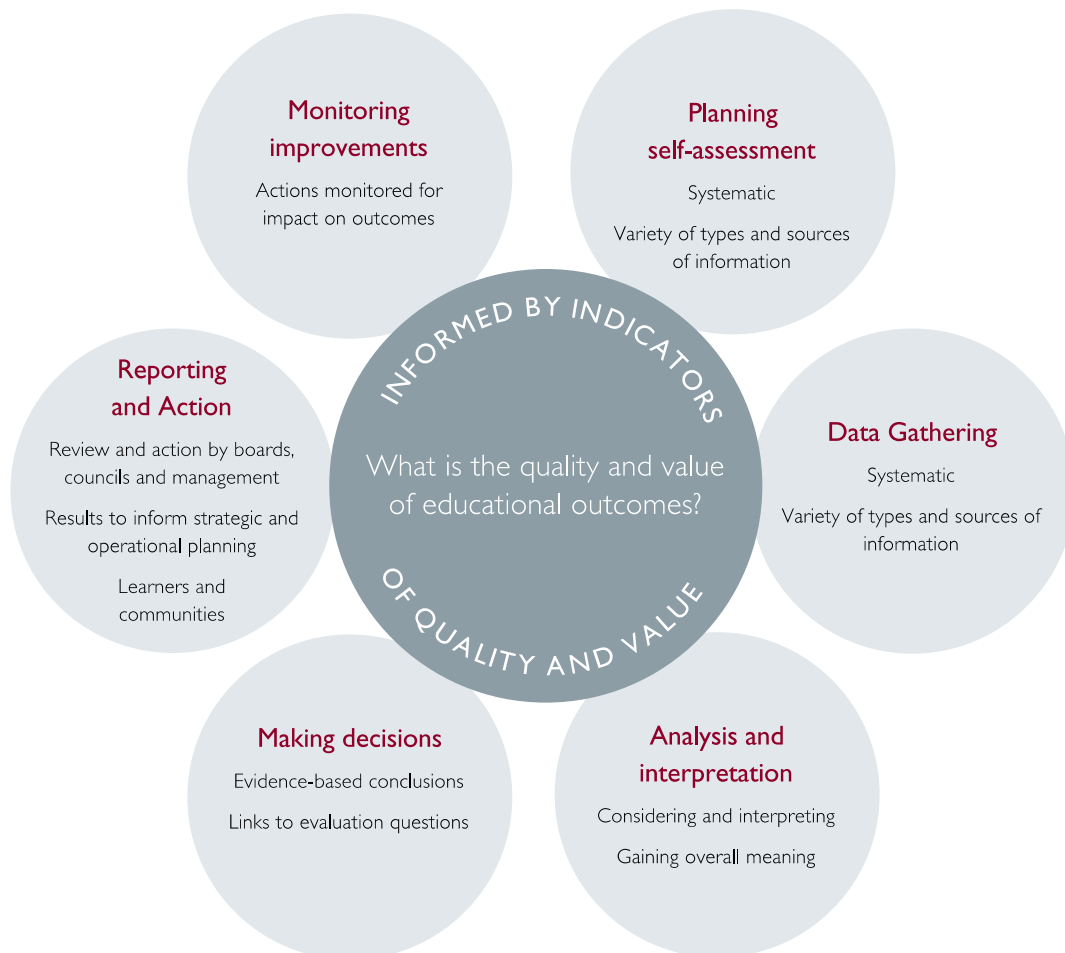 Monitoring
improvements
Actions monitored for
impact on outcomes
Planning
self-assessment
Systematic
Variety of types and sources
of information
Reporting
and Action
Review and action by boards,
councils and management
Results to inform strategic and
operational planning
Learners and
communities
INFORMED BY INDICATORS
What is the quality and value
of educational outcomes?
OF QUALITY AND VALUE
Data Gathering
Systematic
Variety of types and sources of
information
Making decisions
Evidence-based conclusions
Links to evaluation questions
Analysis and
interpretation
Considering and interpreting
Gaining overall meaning